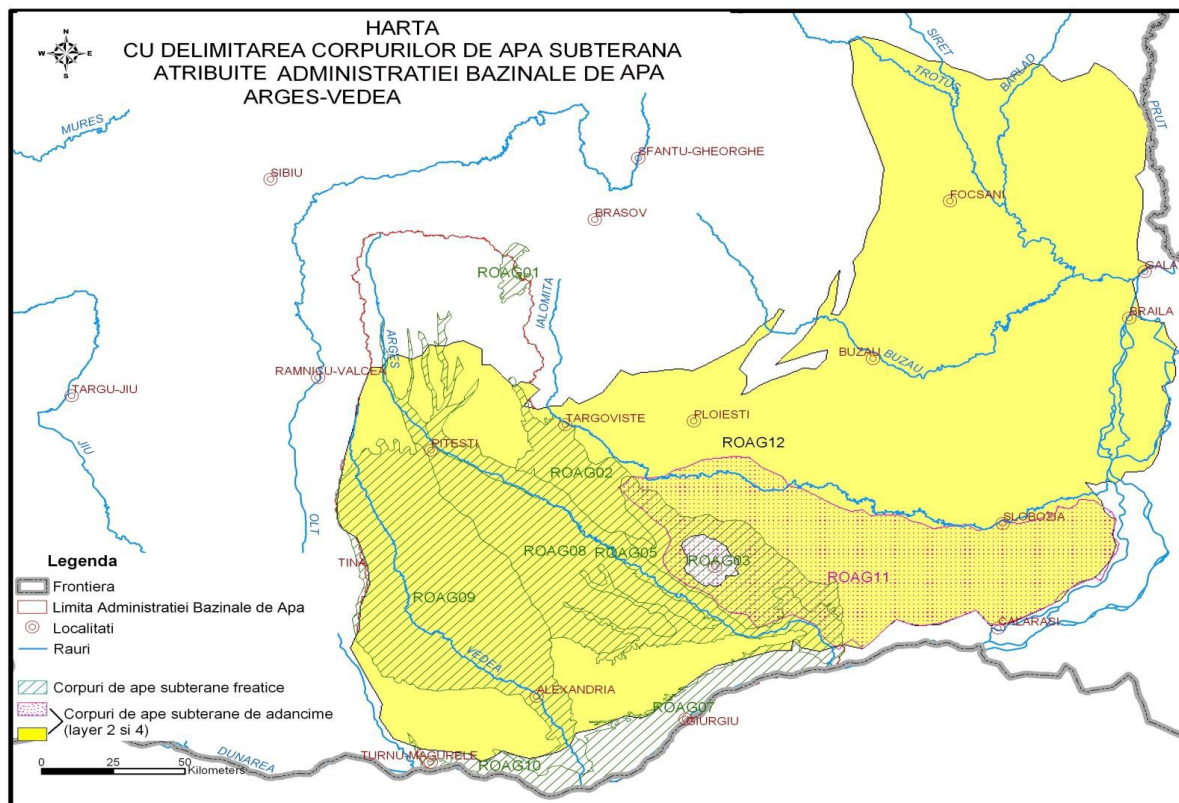 HARTA
CU DELIMITAREA CORPURILOR DE APA SUBTERANA
ATRIBUITE ADMINISTRATIEI BAZINALE DE APA
ARGES-VEDEA
N
W E
S
MURES
SIRET
BARLAD
TROTUS
PRUT
SFANTU-GHEORGHE
SIBIU
FOCSANI
BRASOV
ROAG01
GALAT
IALOMITA
BRAILA
ARGES
BUZAU
BUZAU
RAMNICU-VALCEA
TARGU-JIU
TARGOVISTE
PLOIESTI
JIU
PITESTI
ROAG12
ROAG02
OLT
SLOBOZIA
ROAG08
ROAG05
ROAG03
TINA
ROAG11
ROAG09
CALARASI
VEDEA
ALEXANDRIA
ROAG07
GIURGIU
DUNAREA
TURNU-MAGURELE
ROAG10
Legenda
Frontiera
Limita Administratiei Bazinale de Apa
Localitati
Rauri
Corpuri de ape subterane freatice
Corpuri de ape subterane de adancime
(layer 2 si 4)
0 25 50
Kilometers